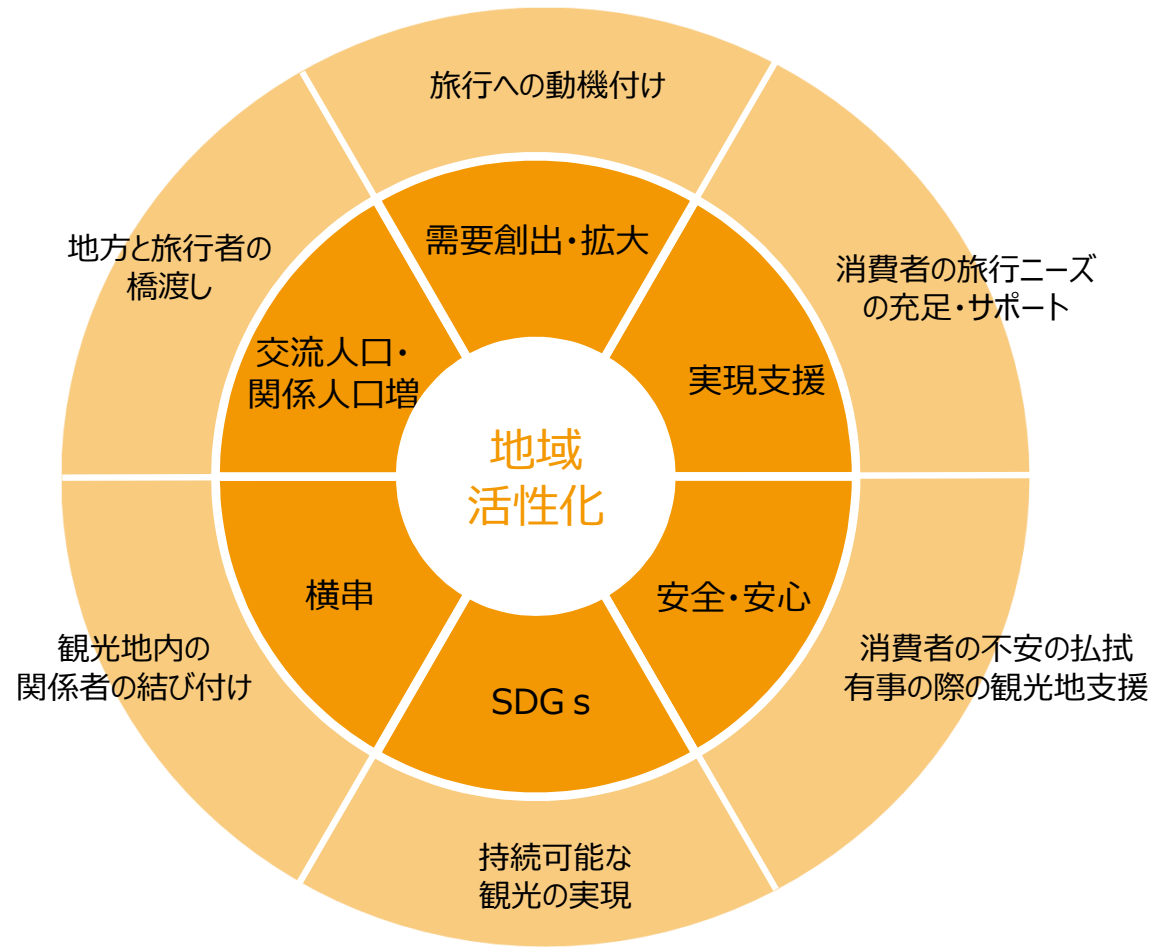 旅行への動機付け
需要創出・拡大
地方と旅行者の
橋渡し
消費者の旅行ニーズ
の充足・サポート
交流人口・
関係人口増
実現支援
地域
活性化
横串
安全・安心
観光地内の
関係者の結び付け
消費者の不安の払拭
有事の際の観光地支援
SDGs
持続可能な
観光の実現